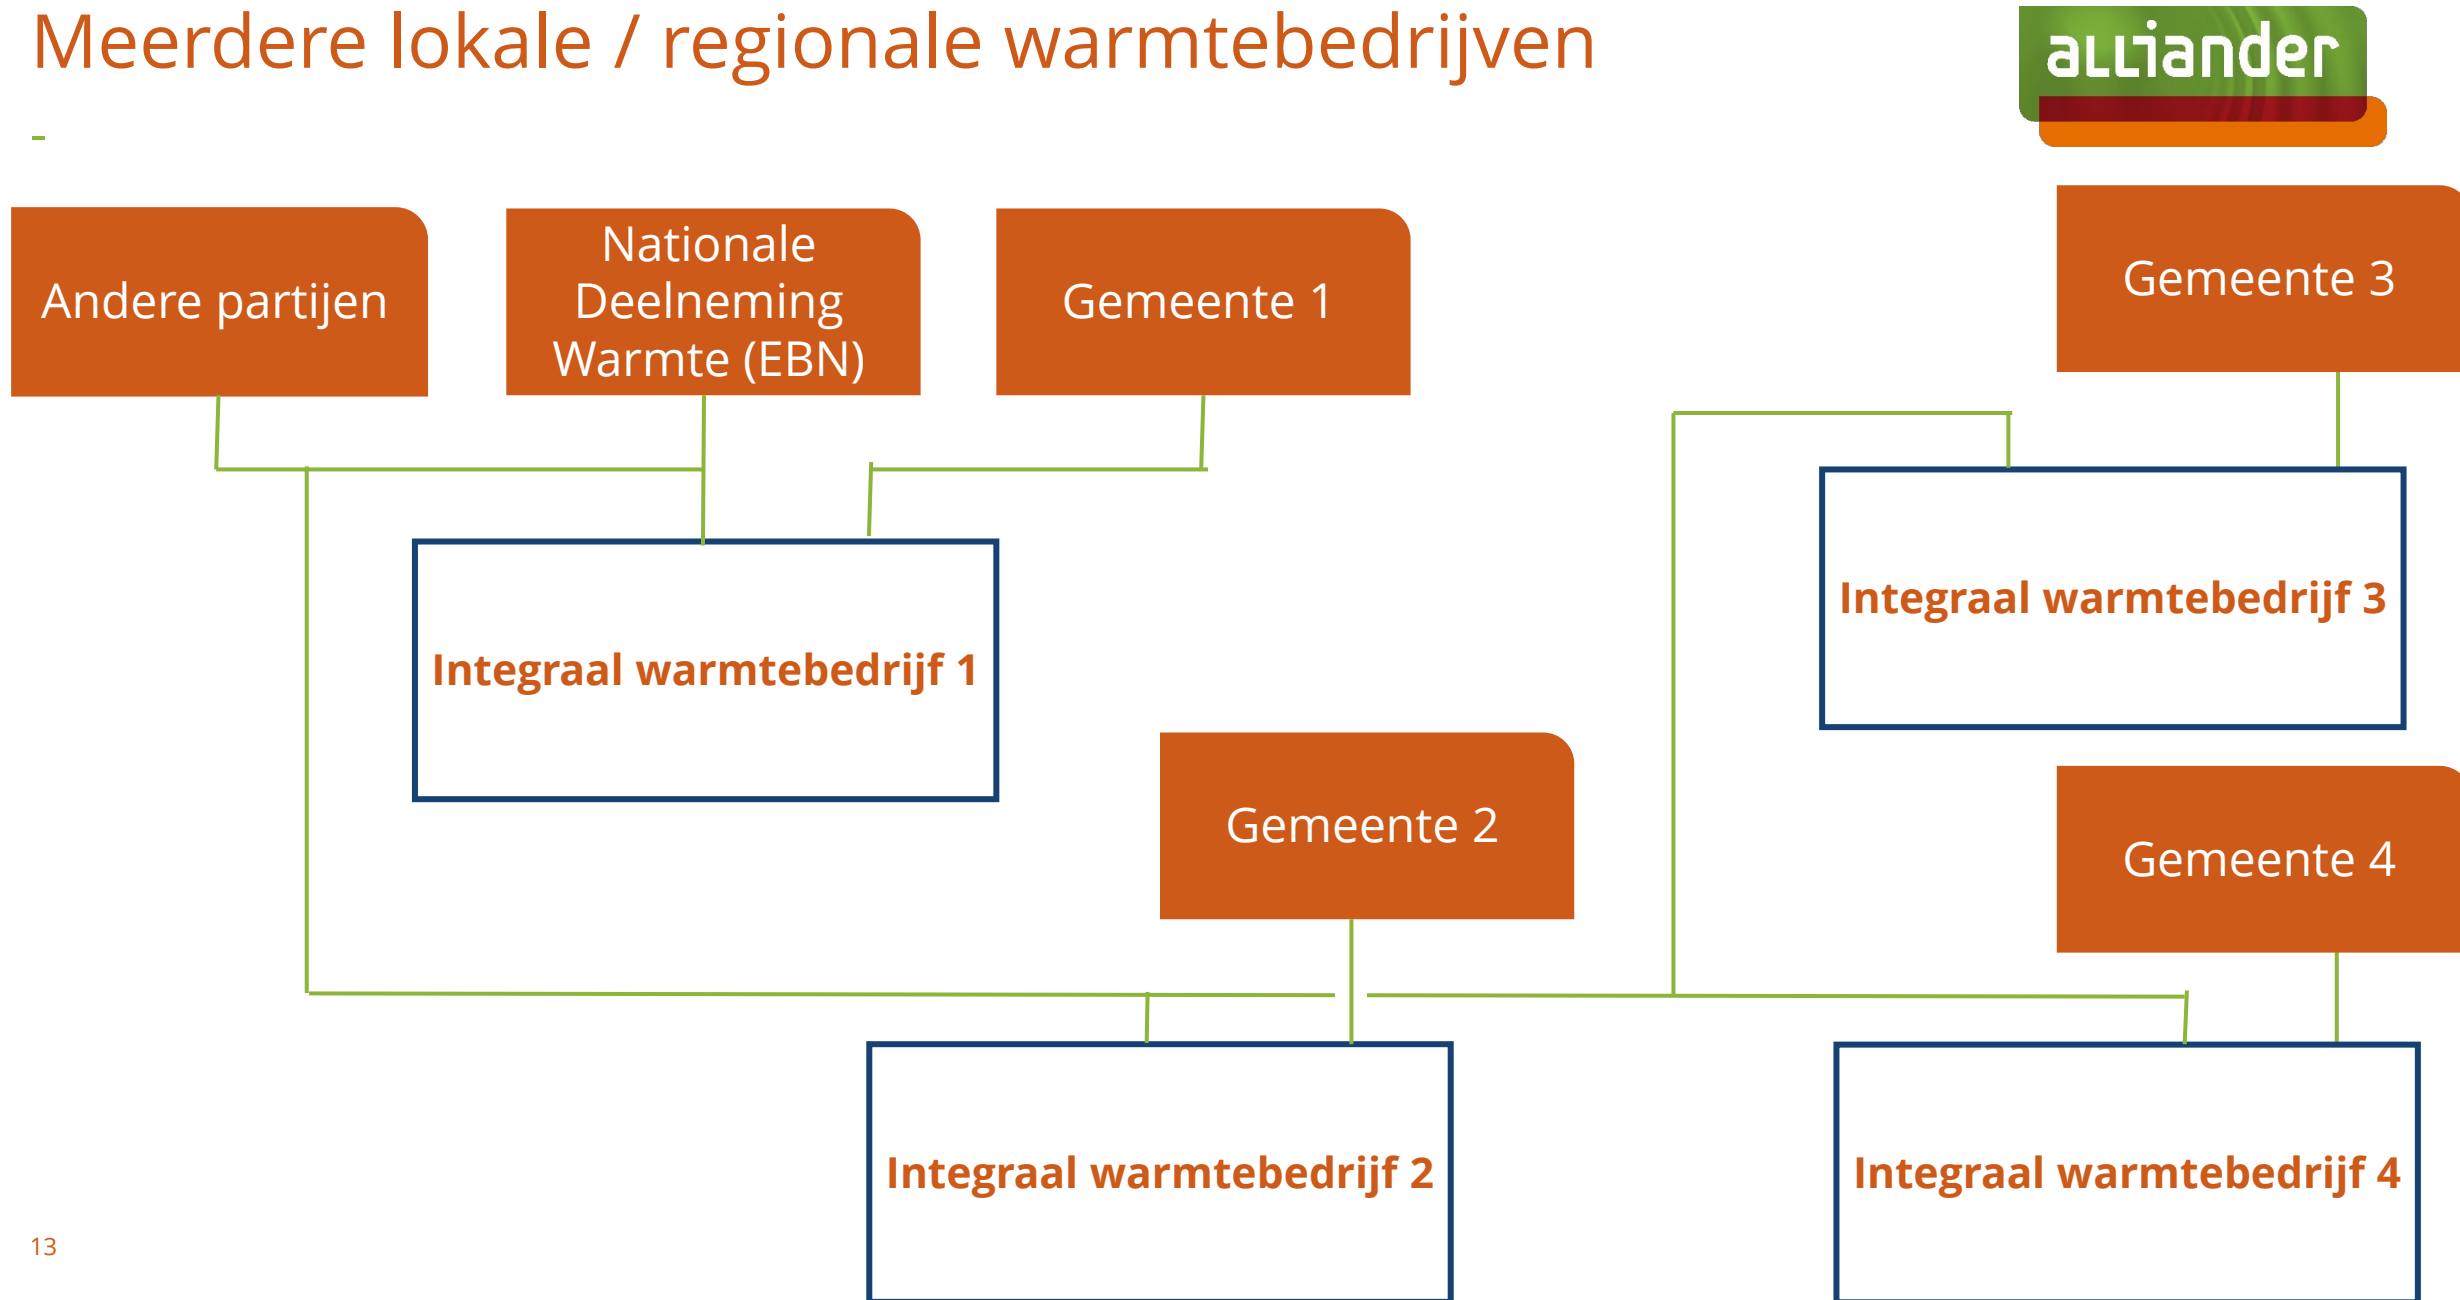 Meerdere lokale / regionale warmtebedrijven
alliander
-
Andere partijen
Nationale
Deelneming
Warmte (EBN)
Gemeente 1
Gemeente 3
Integraal warmtebedrijf 3
Integraal warmtebedrijf 1
Gemeente 2
Gemeente 4
Integraal warmtebedrijf 2
Integraal warmtebedrijf 4
13